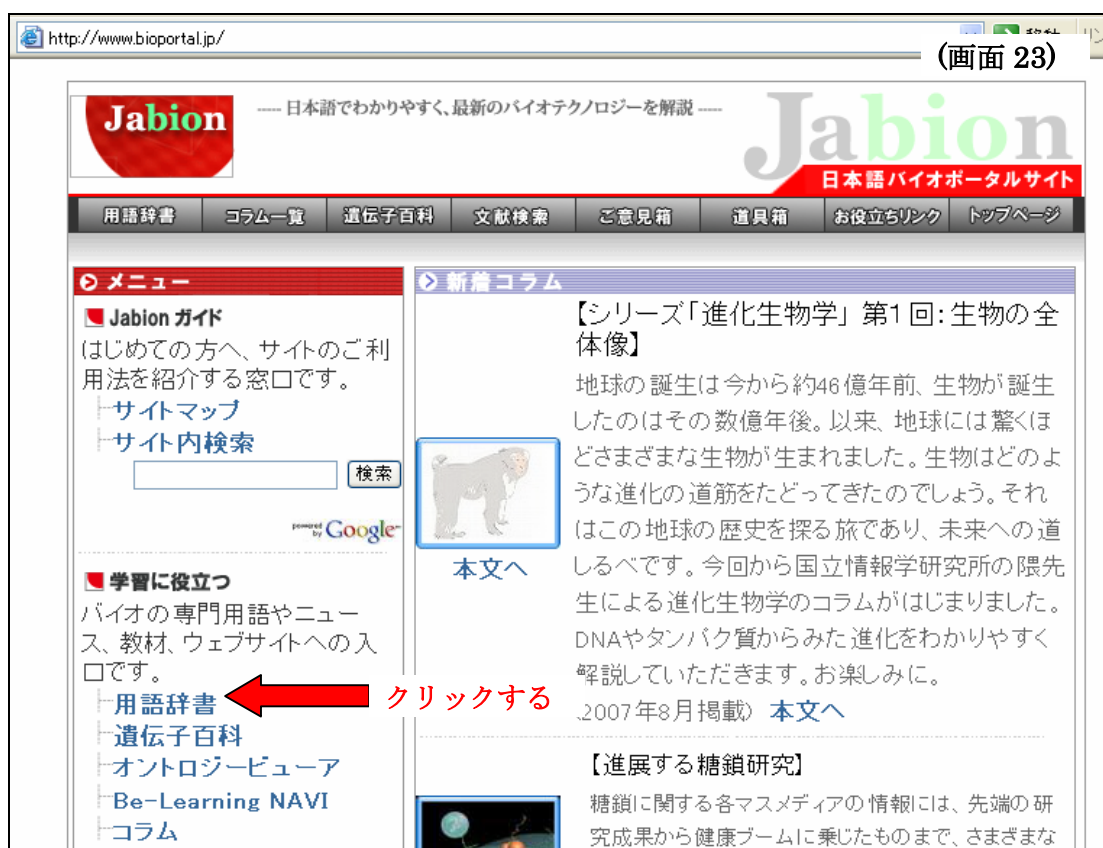 http://www.bioportal.jp/
(画面 23)
Jabion
----- 日本語でわかりやすく、最新のバイオテクノロジーを解説 -----
Jabion
日本語バイオポータルサイト
用語辞書 コラム一覧 遺伝子百科 文献検索 ご意見箱 道具箱 お役立ちリンク トップページ
メニュー
Jabion ガイド
はじめての方へ、サイトのご利
用法を紹介する窓口です。
サイトマップ
サイト内検索
検索
powered by Google
学習に役立つ
バイオの専門用語やニュー
ス、教材、ウェブサイトへの入
口です。
用語辞書
クリックする
遺伝子百科
オントロジービューア
Be-Learning NAVI
コラム
新着コラム
【シリーズ「進化生物学」第1回:生物の全
体像】
地球の誕生は今から約46億年前、生物が誕生
したのはその数億年後。以来、地球には驚くほ
どさまざまな生物が生まれました。生物はどのよ
うな進化の道筋をたどってきたのでしょう。それ
はこの地球の歴史を探る旅であり、未来への道
しるべです。今回から国立情報学研究所の隈先
生による進化生物学のコラムがはじまりました。
DNAやタンパク質からみた進化をわかりやすく
解説していただきます。お楽しみに。
2007年8月掲載) 本文へ
本文へ
【進展する糖鎖研究】
糖鎖に関する各マスメディアの情報には、先端の研
究成果から健康ブームに乗じたものまで、さまざまな